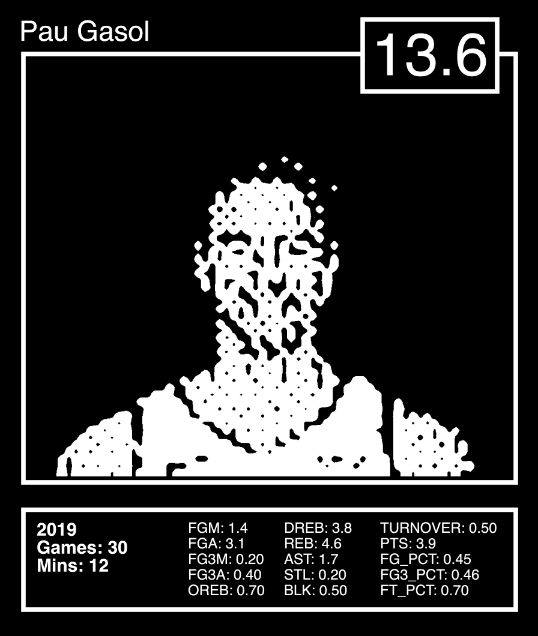 Pau Gasol
13.6
2019
Games: 30
Mins: 12
FGM: 1.4
FGA: 3.1
FG3M: 0.20
FG3A: 0.40
OREB: 0.70
DREB: 3.8
REB: 4.6
AST: 1.7
STL: 0.20
BLK: 0.50
TURNOVER: 0.50
PTS: 3.9
FG_PCT: 0.45
FG3_PCT: 0.46
FT_PCT: 0.70